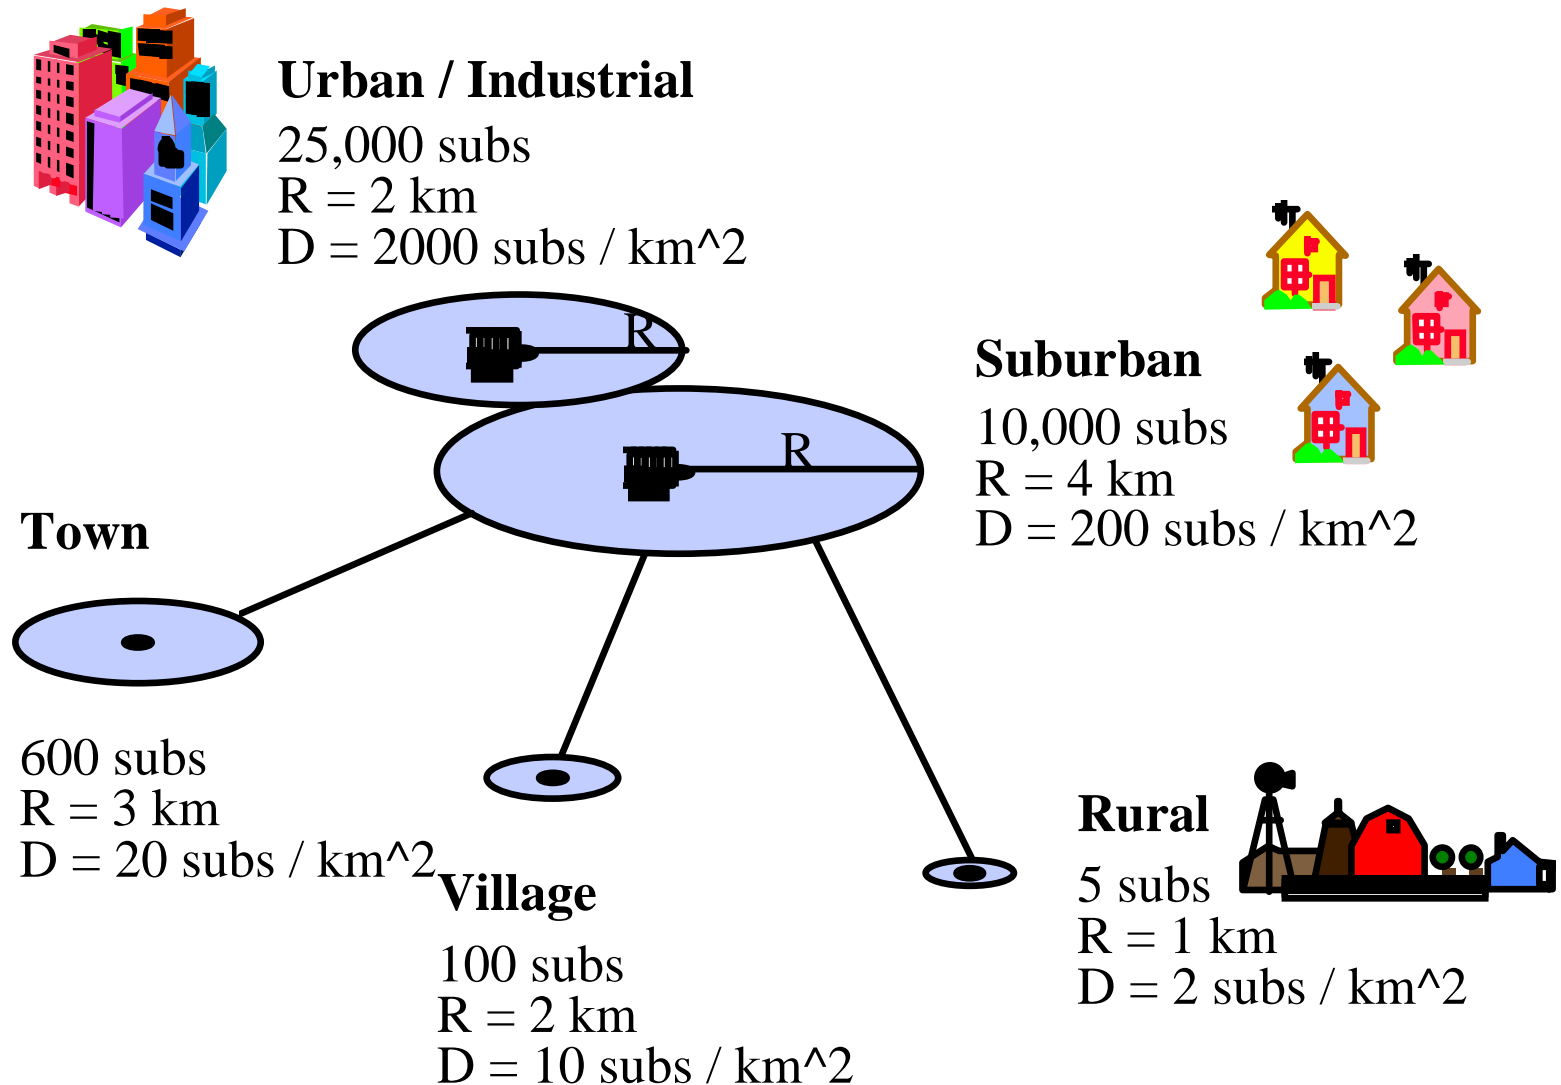 Urban / Industrial
25,000 subs
R = 2 km
D = 2000 subs / km^2
R
Suburban
10,000 subs
R = 4 km
D = 200 subs / km^2
R
Town
600 subs
R = 3 km
D = 20 subs / km^2
Village
100 subs
R = 2 km
D = 10 subs / km^2
Rural
5 subs
R = 1 km
D = 2 subs / km^2